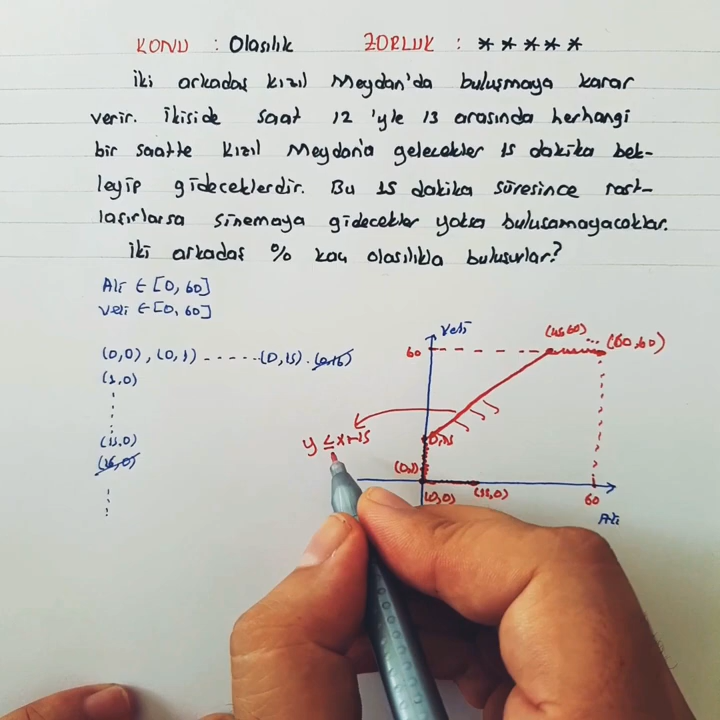 KONU : Olasılık ZORLUK : * * * * *
İki arkadaş Kızıl Meydan'da buluşmaya karar
verir. İkiside saat 12 'yle 13 arasında herhangi
bir saatte Kızıl Meydan'a gelecekler 15 dakika bek-
leyip gideceklerdir. Bu 15 dakika süresince rast-
laşırlarsa sinemaya gidecekler yoksa buluşamayacaklar.
İki arkadaş % kaç olasılıkla buluşurlar?
Ali ∈ [0, 60]
Veli ∈ [0, 60]
Veli
(45,60) (60,60)
60
(0,0) , (0,1) ------ (0,15) . (0,16)
(1,0)
y ≤ x+15
0,15
(15,0)
(16,0)
(0,1)
(0,0) (15,0) 60
Ali